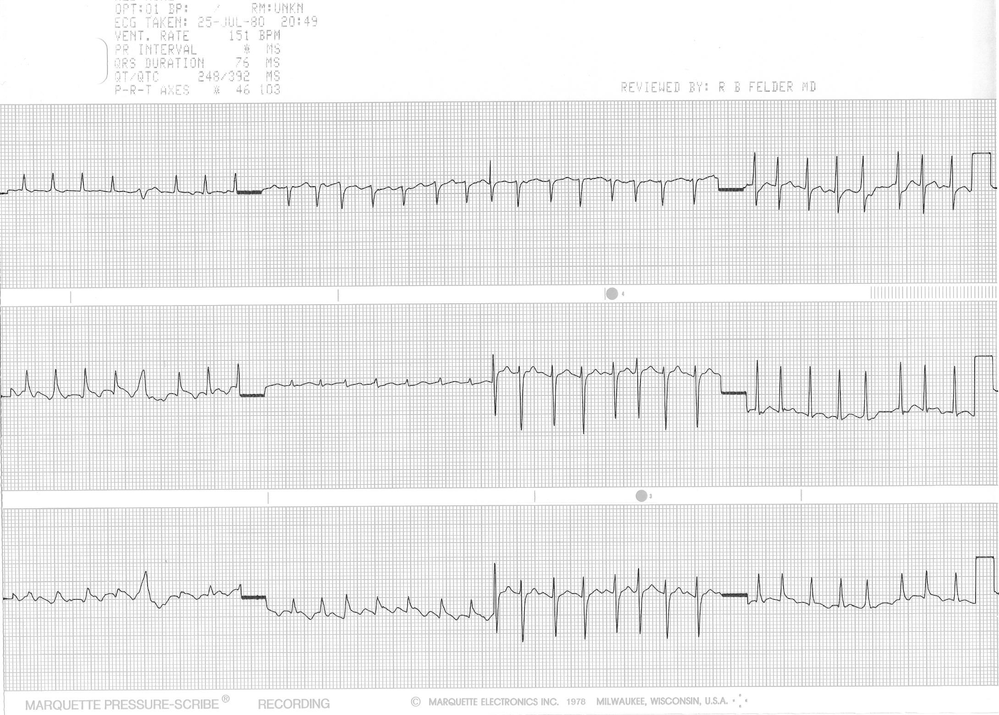 OPT:01 BP: / RM:UNKN
ECG TAKEN: 25-JUL-80 20:49
VENT. RATE 151 BPM
PR INTERVAL * MS
QRS DURATION 76 MS
QT/QTC 248/392 MS
P-R-T AXES * 46 103
REVIEWED BY: R B FELDER MD
4
3
MARQUETTE PRESSURE-SCRIBE® RECORDING © MARQUETTE ELECTRONICS INC. 1978 MILWAUKEE, WISCONSIN, U.S.A.